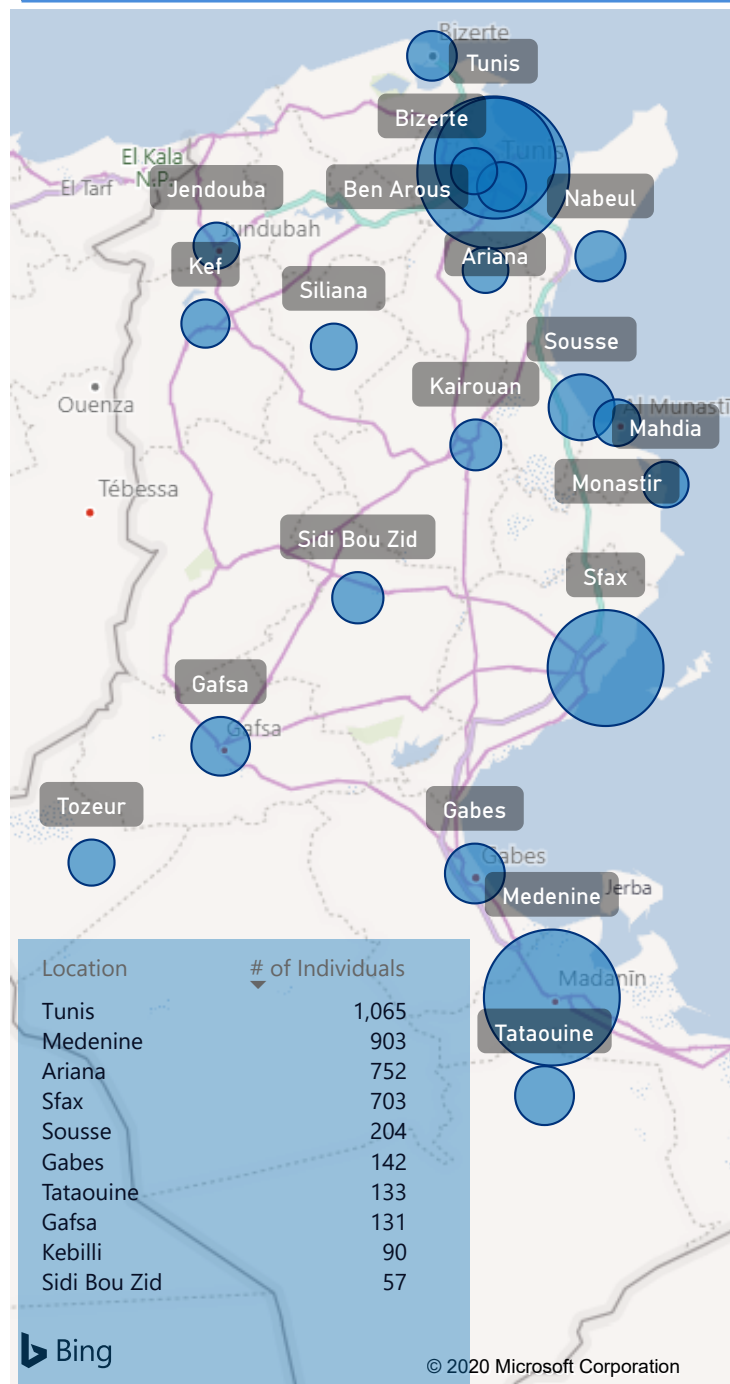 Bizerte
Tunis
Bizerte
Tunis
El Kala
N.P.
El Tarf
Jendouba
Ben Arous
Nabeul
Jundubah
Kef
Ariana
Siliana
Sousse
Kairouan
Ouenza
Al Munastī
Mahdia
Tébessa
Monastir
Sidi Bou Zid
Sfax
Gafsa
Gafsa
Tozeur
Gabes
Gabes
Medenine
Jerba
Madanīn
Tataouine
Location # of Individuals
Tunis 1,065
Medenine 903
Ariana 752
Sfax 703
Sousse 204
Gabes 142
Tataouine 133
Gafsa 131
Kebilli 90
Sidi Bou Zid 57
Bing
© 2020 Microsoft Corporation